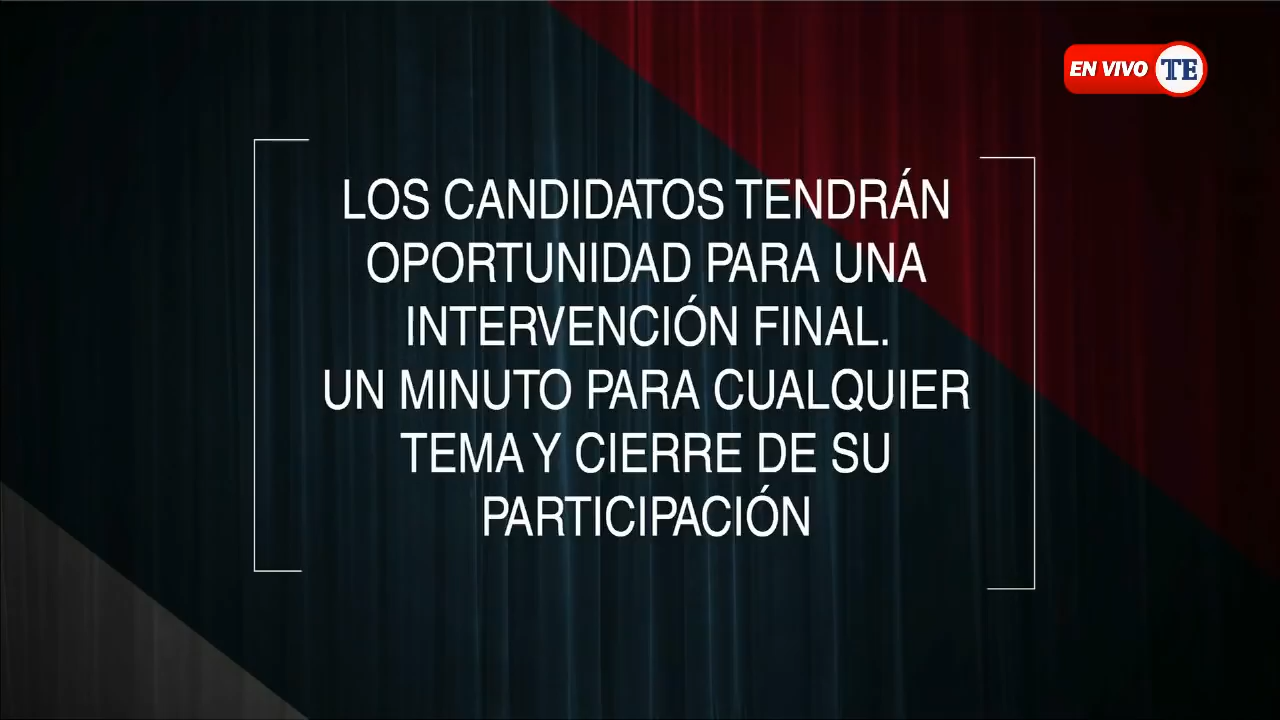 EN VIVO TE
LOS CANDIDATOS TENDRÁN
OPORTUNIDAD PARA UNA
INTERVENCIÓN FINAL.
UN MINUTO PARA CUALQUIER
TEMA Y CIERRE DE SU
PARTICIPACIÓN